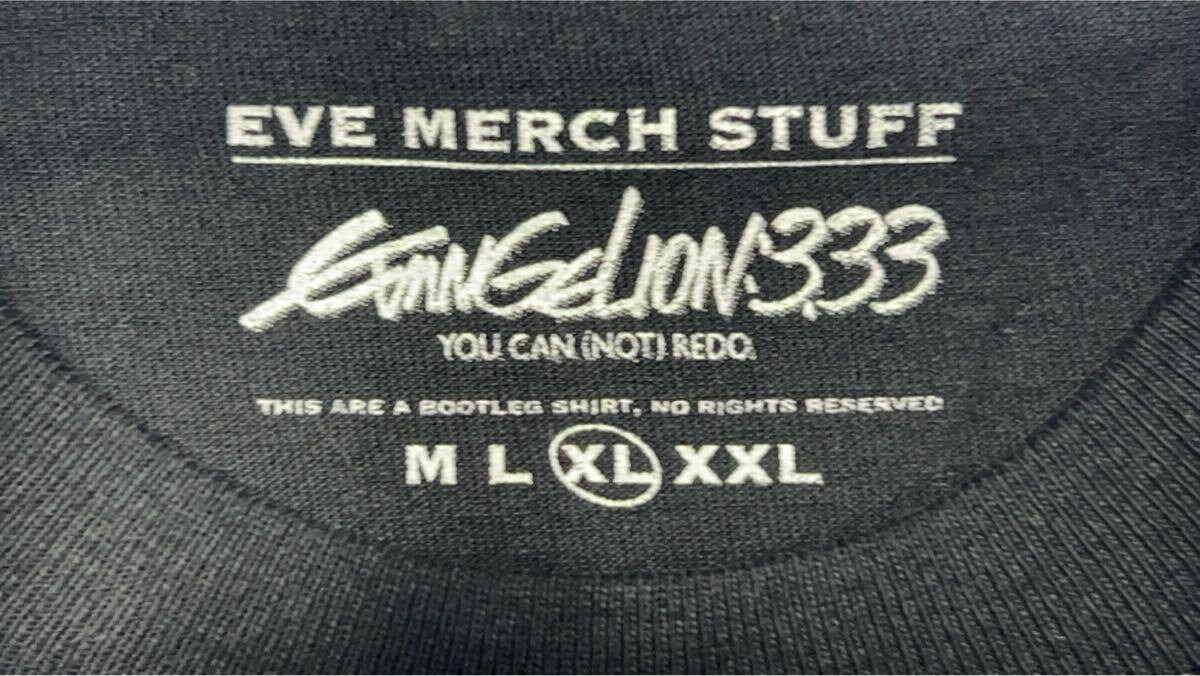 EVE MERCH STUFF
EVANGELION:3.33
YOU CAN (NOT) REDO.
THIS ARE A BOOTLEG SHIRT, NO RIGHTS RESERVED
M L XL XXL